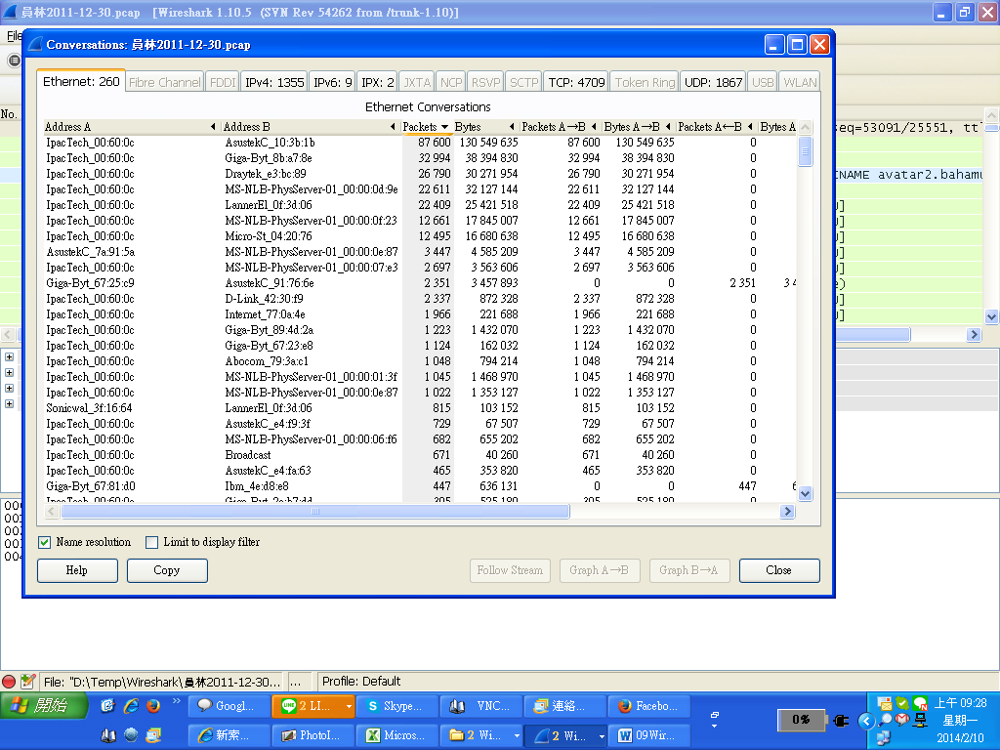 員林2011-12-30.pcap [Wireshark 1.10.5 (SVN Rev 54262 from /trunk-1.10)]
File
Conversations: 員林2011-12-30.pcap
Ethernet: 260 Fibre Channel FDDI IPv4: 1355 IPv6: 9 IPX: 2 JXTA NCP RSVP SCTP TCP: 4709 Token Ring UDP: 1867 USB WLAN
Ethernet Conversations
No.
Address A Address B Packets Bytes Packets A→B Bytes A→B Packets A←B Bytes A
seq=53091/25551, ttl
IpacTech_00:60:0c AsustekC_10:3b:1b 87 600 130 549 635 87 600 130 549 635 0
IpacTech_00:60:0c Giga-Byt_8b:a7:8e 32 994 38 394 830 32 994 38 394 830 0
IpacTech_00:60:0c Draytek_e3:bc:89 26 790 30 271 954 26 790 30 271 954 0
NAME avatar2.bahamu
IpacTech_00:60:0c MS-NLB-PhysServer-01_00:00:0d:9e 22 611 32 127 144 22 611 32 127 144 0
IpacTech_00:60:0c LannerEl_0f:3d:06 22 409 25 421 518 22 409 25 421 518 0
IpacTech_00:60:0c MS-NLB-PhysServer-01_00:00:0f:23 12 661 17 845 007 12 661 17 845 007 0
IpacTech_00:60:0c Micro-St_04:20:76 12 495 16 680 638 12 495 16 680 638 0
AsustekC_7a:91:5a MS-NLB-PhysServer-01_00:00:0e:87 3 447 4 585 209 3 447 4 585 209 0
IpacTech_00:60:0c MS-NLB-PhysServer-01_00:00:07:e3 2 697 3 563 606 2 697 3 563 606 0
Giga-Byt_67:25:c9 AsustekC_91:76:6e 2 351 3 457 893 0 0 2 351 3 4
IpacTech_00:60:0c D-Link_42:30:f9 2 337 872 328 2 337 872 328 0
IpacTech_00:60:0c Internet_77:0a:4e 1 966 221 688 1 966 221 688 0
IpacTech_00:60:0c Giga-Byt_89:4d:2a 1 223 1 432 070 1 223 1 432 070 0
IpacTech_00:60:0c Giga-Byt_67:23:e8 1 124 162 032 1 124 162 032 0
IpacTech_00:60:0c Abocom_79:3a:c1 1 048 794 214 1 048 794 214 0
IpacTech_00:60:0c MS-NLB-PhysServer-01_00:00:01:3f 1 045 1 468 970 1 045 1 468 970 0
IpacTech_00:60:0c MS-NLB-PhysServer-01_00:00:0e:87 1 022 1 353 127 1 022 1 353 127 0
Sonicwal_3f:16:64 LannerEl_0f:3d:06 815 103 152 815 103 152 0
IpacTech_00:60:0c AsustekC_e4:f9:3f 729 67 507 729 67 507 0
IpacTech_00:60:0c MS-NLB-PhysServer-01_00:00:06:f6 682 655 202 682 655 202 0
IpacTech_00:60:0c Broadcast 671 40 260 671 40 260 0
IpacTech_00:60:0c AsustekC_e4:fa:63 465 353 820 465 353 820 0
Giga-Byt_67:81:d0 Ibm_4e:d8:e8 447 636 131 0 0 447
IpacTech_00:60:0c Giga-Byt_2a:b7:dd 305 525 180 305 525 180 0
Name resolution Limit to display filter
Help Copy Follow Stream Graph A→B Graph B→A Close
File: "D:\Temp\Wireshark\員林2011-12-30... ... Profile: Default
開始 Googl... 2 LI... Skype... VNC... 連絡... Facebo... 上午 09:28
0% 星期一
新索... PhotoI... Micros... 2 Wi... 2 Wi... 09Wir... 2014/2/10